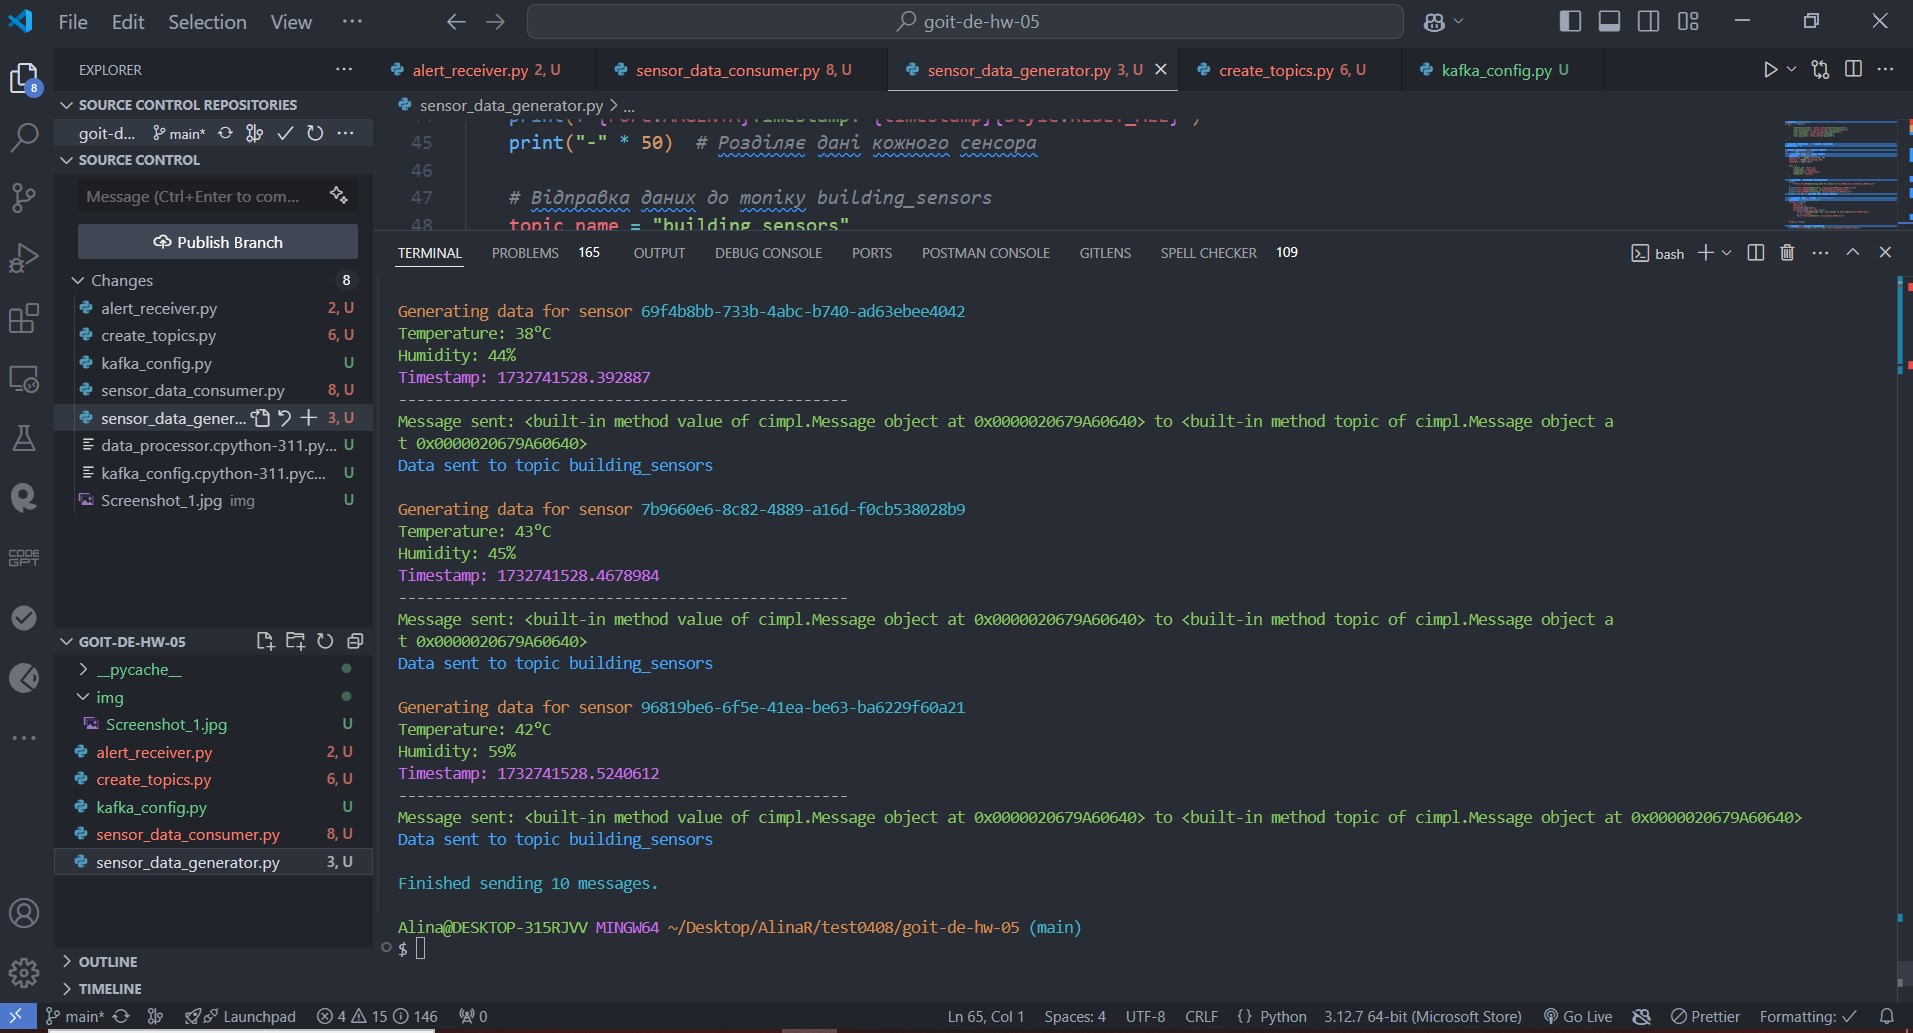 File Edit Selection View ··· goit-de-hw-05
EXPLORER ···
SOURCE CONTROL REPOSITORIES
goit-d... main* ···
SOURCE CONTROL
Message (Ctrl+Enter to com...
Publish Branch
Changes 8
alert_receiver.py 2, U
create_topics.py 6, U
kafka_config.py U
sensor_data_consumer.py 8, U
sensor_data_gener... 3, U
data_processor.cpython-311.py... U
kafka_config.cpython-311.pyc... U
Screenshot_1.jpg img U
GOIT-DE-HW-05
__pycache__
img
Screenshot_1.jpg U
alert_receiver.py 2, U
create_topics.py 6, U
kafka_config.py U
sensor_data_consumer.py 8, U
sensor_data_generator.py 3, U
OUTLINE
TIMELINE
8
CODE
GPT
alert_receiver.py 2, U sensor_data_consumer.py 8, U sensor_data_generator.py 3, U create_topics.py 6, U kafka_config.py U
sensor_data_generator.py > ...
45 print("-" * 50) # Розділяє дані кожного сенсора
46
47 # Відправка даних до топіку building_sensors
48 topic_name = "building_sensors"
TERMINAL PROBLEMS 165 OUTPUT DEBUG CONSOLE PORTS POSTMAN CONSOLE GITLENS SPELL CHECKER 109 bash
Generating data for sensor 69f4b8bb-733b-4abc-b740-ad63ebee4042
Temperature: 38°C
Humidity: 44%
Timestamp: 1732741528.392887
--------------------------------------------------
Message sent: <built-in method value of cimpl.Message object at 0x0000020679A60640> to <built-in method topic of cimpl.Message object a
t 0x0000020679A60640>
Data sent to topic building_sensors
Generating data for sensor 7b9660e6-8c82-4889-a16d-f0cb538028b9
Temperature: 43°C
Humidity: 45%
Timestamp: 1732741528.4678984
--------------------------------------------------
Message sent: <built-in method value of cimpl.Message object at 0x0000020679A60640> to <built-in method topic of cimpl.Message object a
t 0x0000020679A60640>
Data sent to topic building_sensors
Generating data for sensor 96819be6-6f5e-41ea-be63-ba6229f60a21
Temperature: 42°C
Humidity: 59%
Timestamp: 1732741528.5240612
--------------------------------------------------
Message sent: <built-in method value of cimpl.Message object at 0x0000020679A60640> to <built-in method topic of cimpl.Message object at 0x0000020679A60640>
Data sent to topic building_sensors
Finished sending 10 messages.
Alina@DESKTOP-315RJVV MINGW64 ~/Desktop/AlinaR/test0408/goit-de-hw-05 (main)
$
main* Launchpad 4 15 146 0 Ln 65, Col 1 Spaces: 4 UTF-8 CRLF {} Python 3.12.7 64-bit (Microsoft Store) Go Live Prettier Formatting: ✓